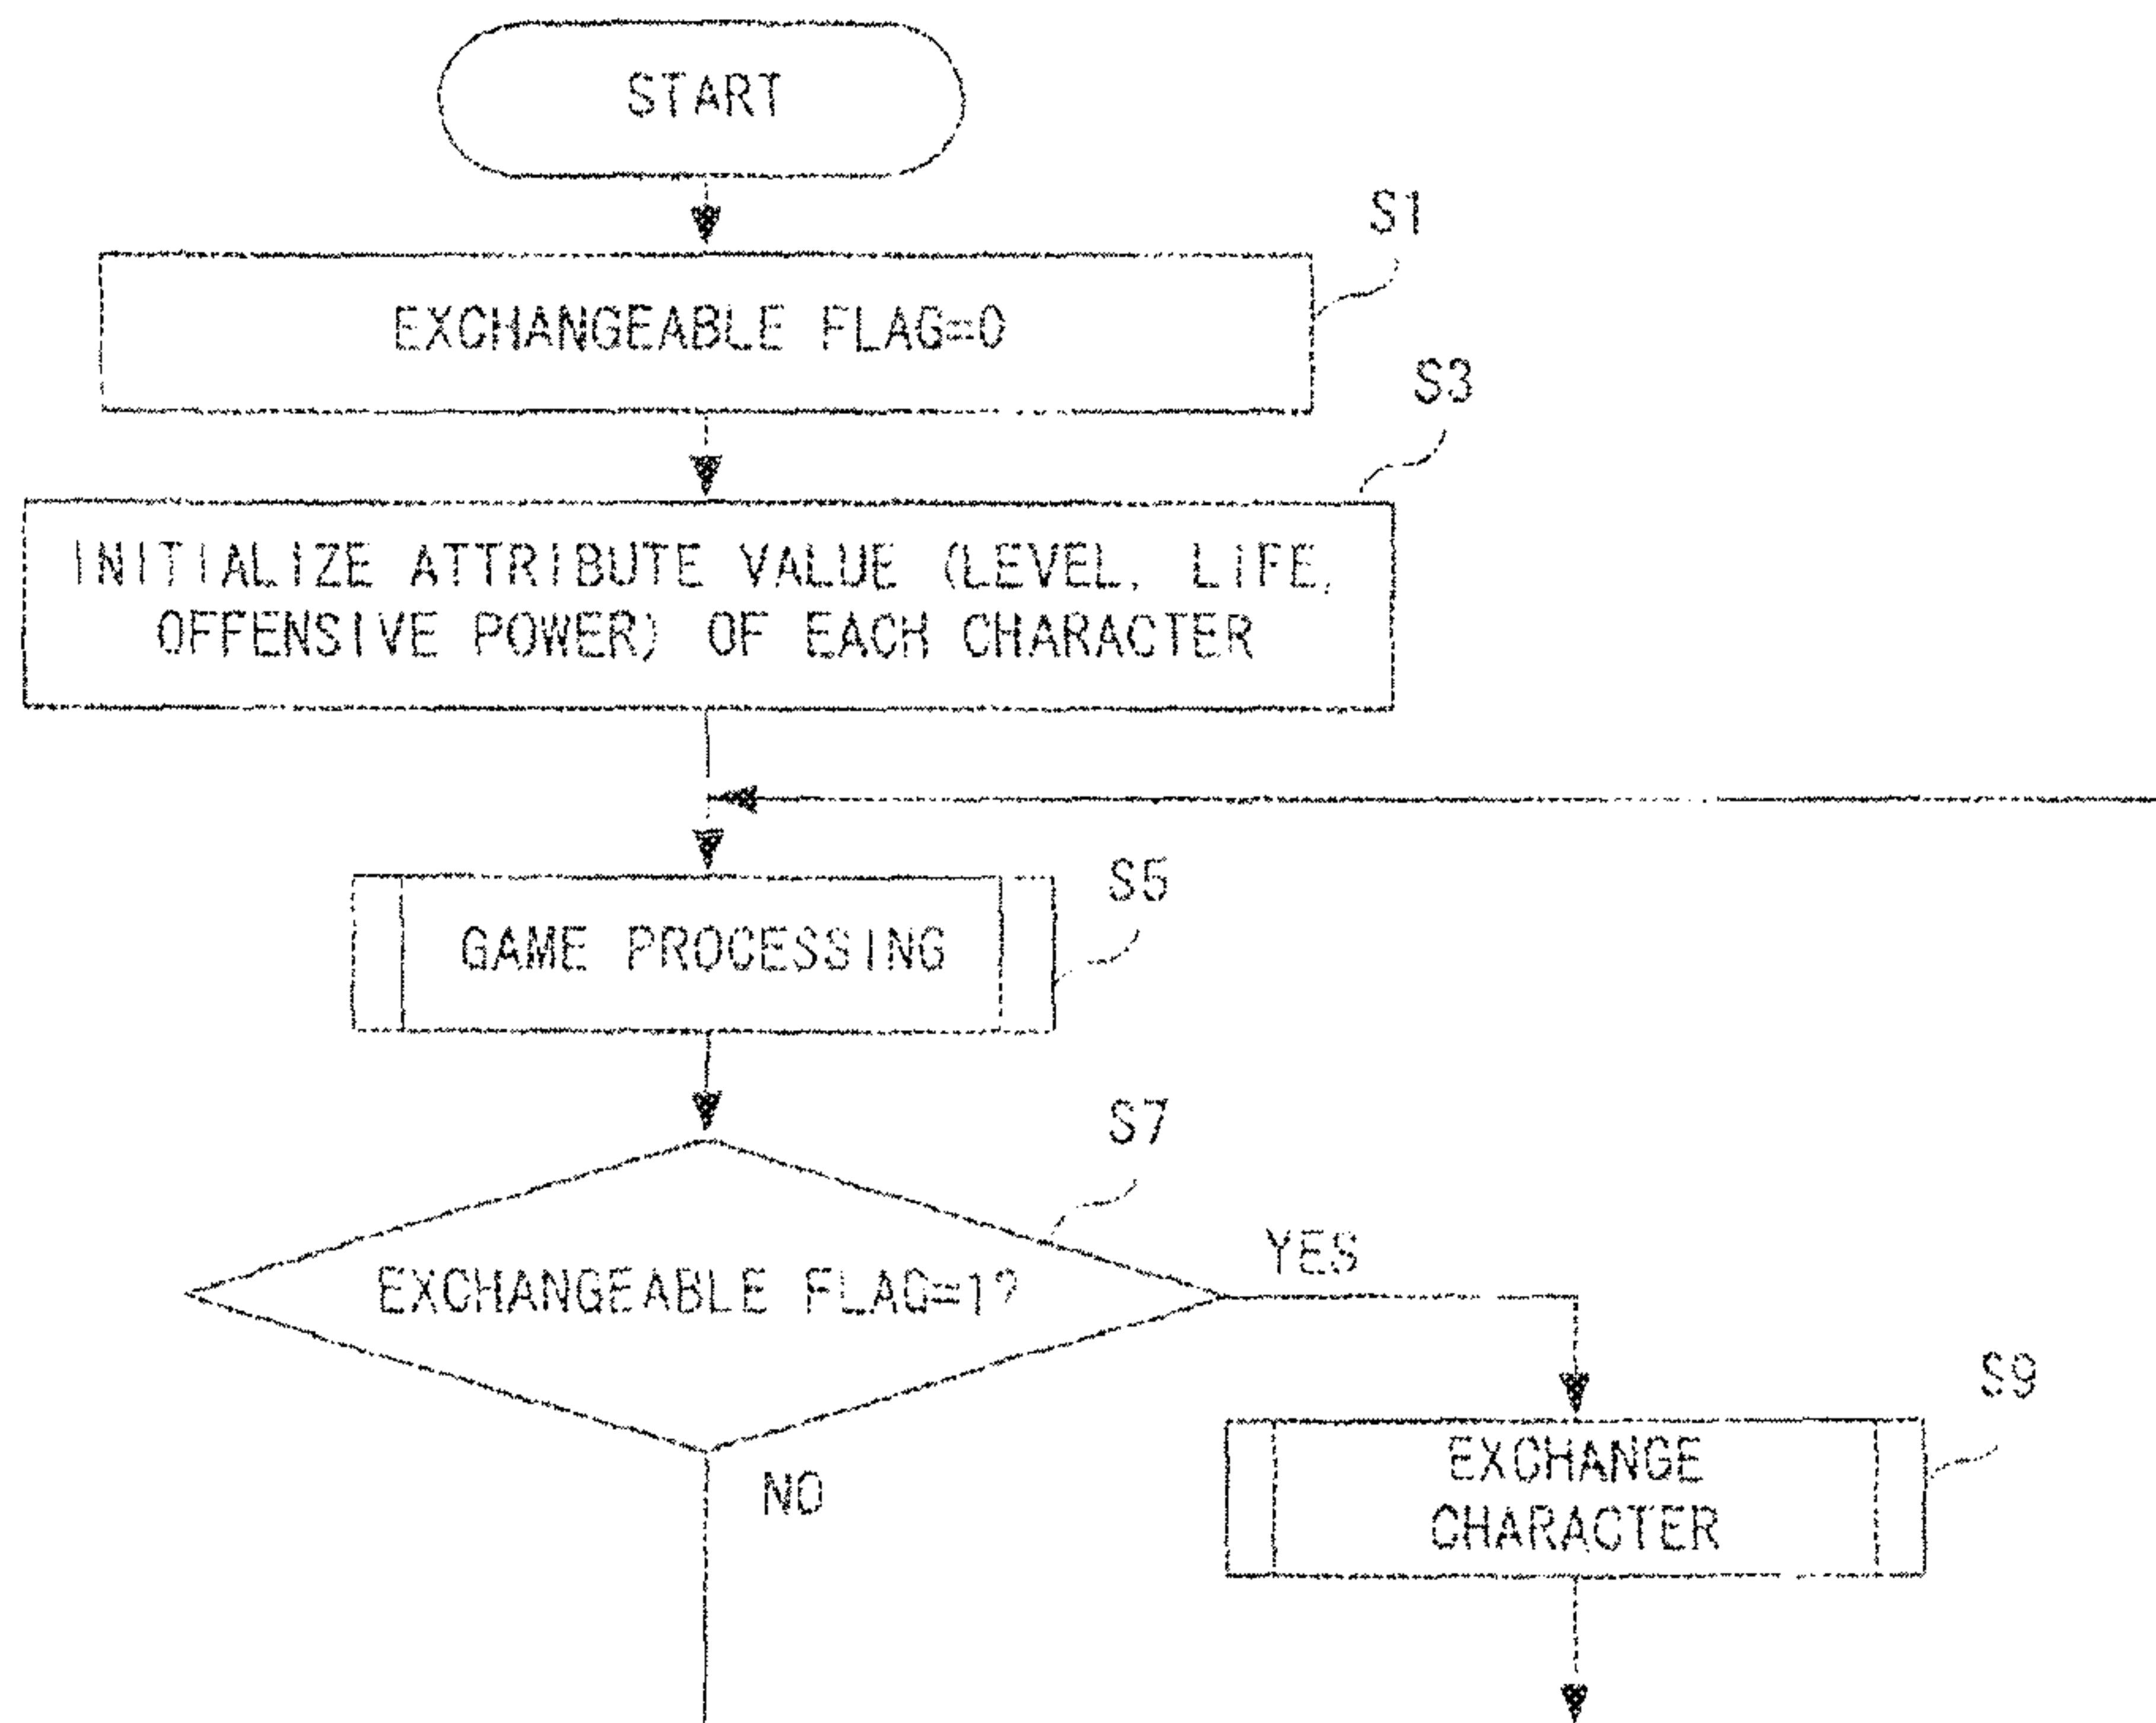 START
S1
EXCHANGEABLE FLAG=0
S3
INITIALIZE ATTRIBUTE VALUE (LEVEL, LIFE,
OFFENSIVE POWER) OF EACH CHARACTER
S5
GAME PROCESSING
S7
EXCHANGEABLE FLAG=1?
YES
S9
EXCHANGE
CHARACTER
NO